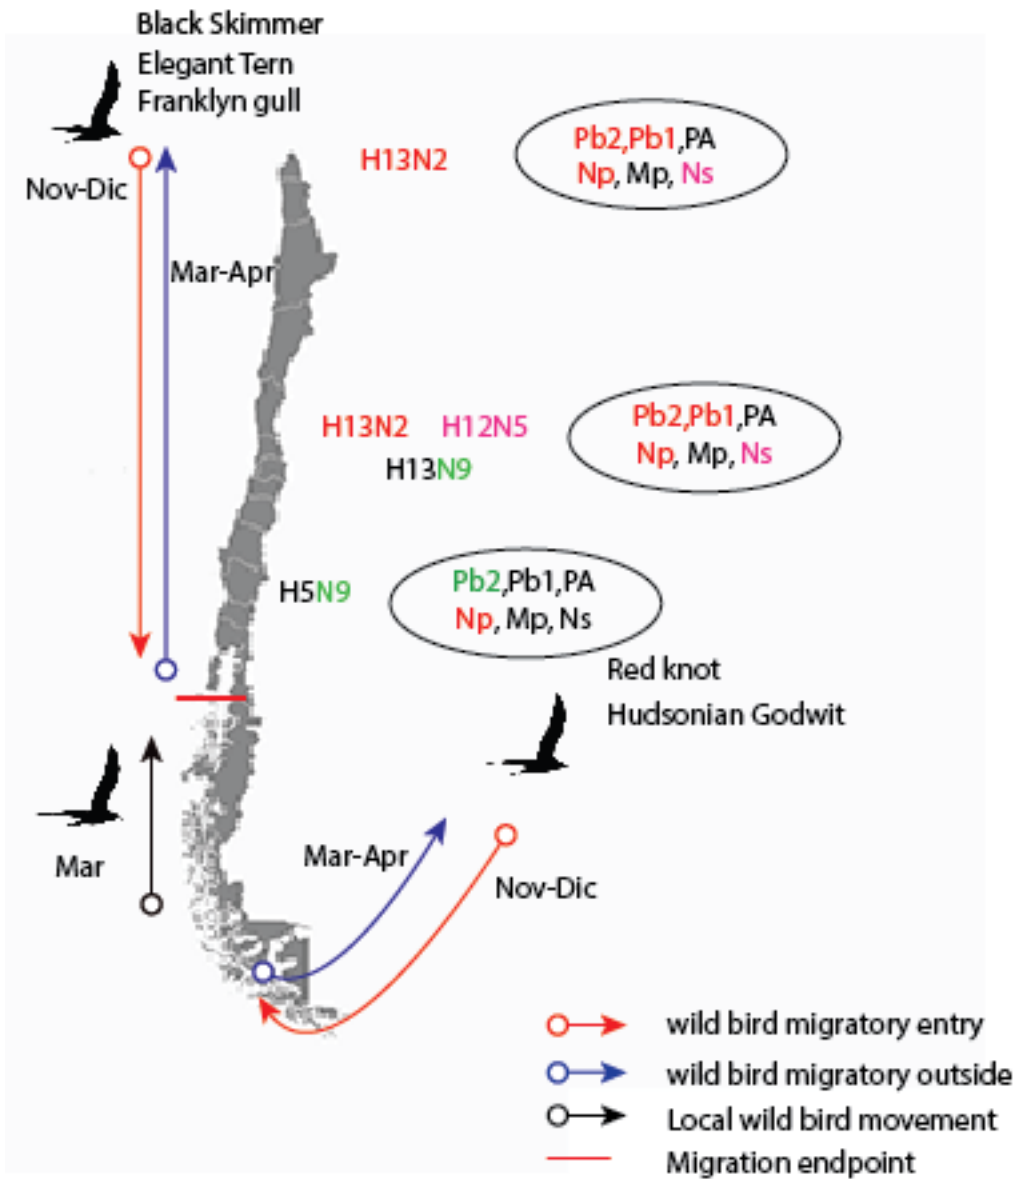 Black Skimmer
Elegant Tern
Franklyn gull
Nov-Dic
Mar-Apr
H13N2
Pb2,Pb1,PA
Np, Mp, Ns
H13N2 H12N5
H13N9
Pb2,Pb1,PA
Np, Mp, Ns
H5N9
Pb2,Pb1,PA
Np, Mp, Ns
Red knot
Hudsonian Godwit
Mar
Mar-Apr
Nov-Dic
wild bird migratory entry
wild bird migratory outside
Local wild bird movement
Migration endpoint